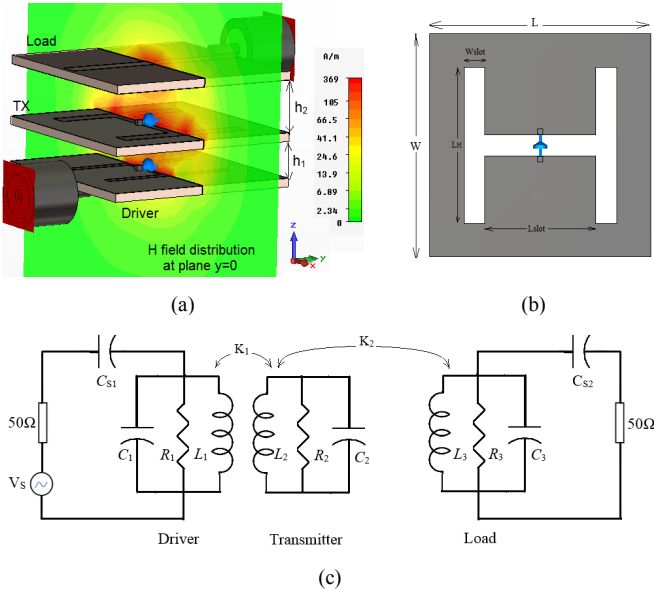 Load
TX
Driver
h2
h1
H field distribution
at plane y=0
A/m
369
185
66.5
41.1
24.6
13.9
6.89
2.34
0
z
y
x
(a)
L
W
Wslot
LH
Lslot
(b)
K1
K2
CS1
50Ω
VS
C1
R1
L1
L2
R2
C2
L3
R3
C3
CS2
50Ω
Driver
Transmitter
Load
(c)